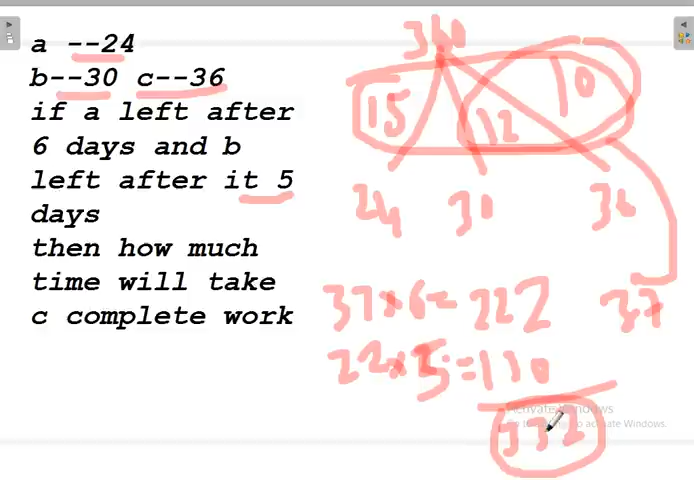 a --24
b--30 c--36
if a left after
6 days and b
left after it 5
days
then how much
time will take
c complete work
360
15 12 10
24 30 36
37×6=222 37
22×5=110
332